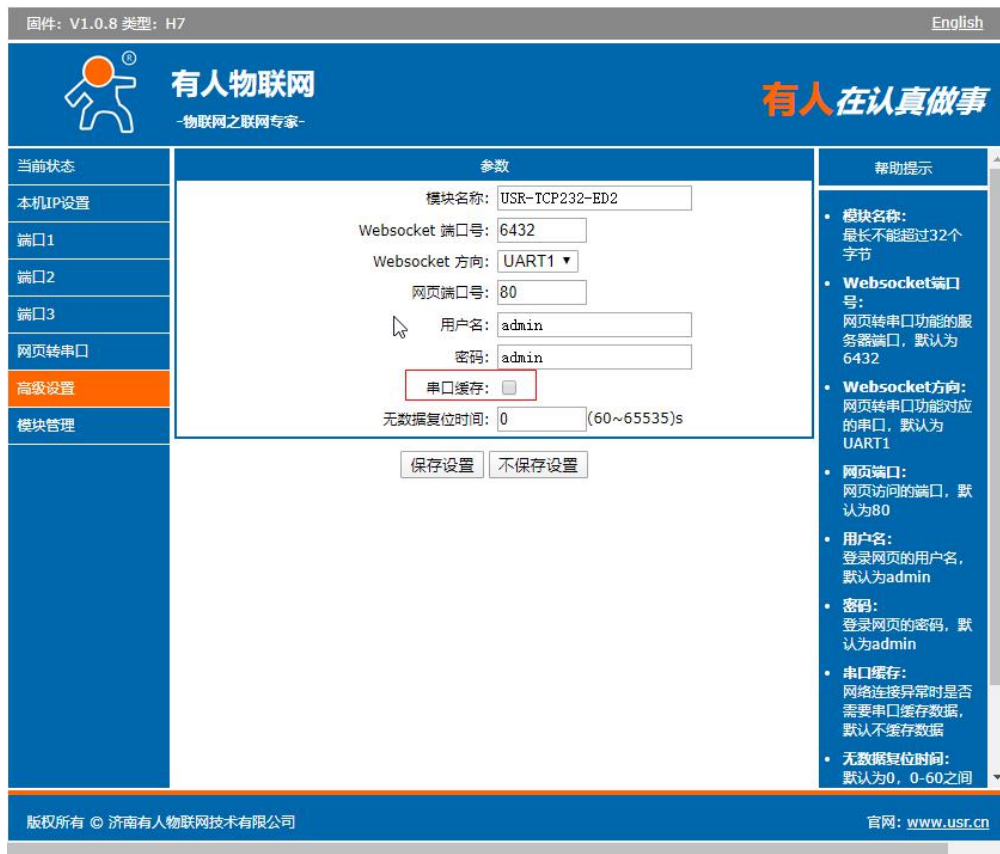 固件: V1.0.8 类型: H7
English
®
有人物联网
-物联网之联网专家-
有人在认真做事
当前状态
本机IP设置
端口1
端口2
端口3
网页转串口
高级设置
模块管理
参数
模块名称: USR-TCP232-ED2
Websocket 端口号: 6432
Websocket 方向: UART1
网页端口号: 80
用户名: admin
密码: admin
串口缓存:
无数据复位时间: 0 (60~65535)s
保存设置 不保存设置
帮助提示
• 模块名称:
最长不能超过32个
字节
• Websocket端口
号:
网页转串口功能的服
务器端口, 默认为
6432
• Websocket方向:
网页转串口功能对应
的串口, 默认为
UART1
• 网页端口:
网页访问的端口, 默
认为80
• 用户名:
登录网页的用户名,
默认为admin
• 密码:
登录网页的密码, 默
认为admin
• 串口缓存:
网络连接异常时是否
需要串口缓存数据,
默认不缓存数据
• 无数据复位时间:
默认为0, 0-60之间
版权所有 © 济南有人物联网技术有限公司
官网: www.usr.cn